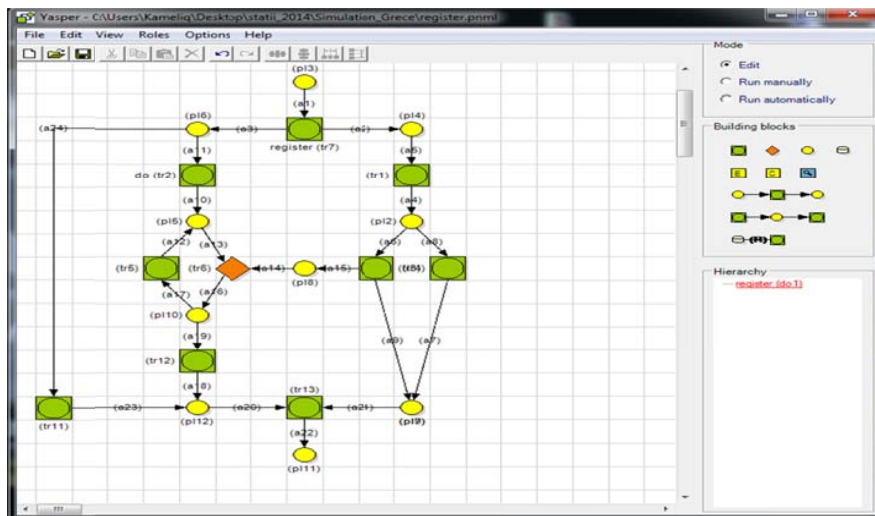 Yasper - C:\Users\Kameliq\Desktop\statii_2014\Simulation_Grece\register.pnml
File Edit View Roles Options Help
Mode
Edit
Run manually
Run automatically
Building blocks
E C
(R)
Hierarchy
register (do.1)
(pl3)
(a1)
(pl6) (pl4)
(a24) (a3) (a2)
register (tr7)
(a11) (a5)
do (tr2) (tr1)
(a10) (a4)
(pl5) (pl2)
(a12) (a13) (a6) (a8)
(tr5) (tr6) (a14) (a15)
(pl8)
(a17) (a16)
(pl10)
(a19) (a9) (a7)
(tr12)
(a18) (tr13)
(a23) (a20) (a21)
(tr11) (pl12)
(a22)
(pl11)